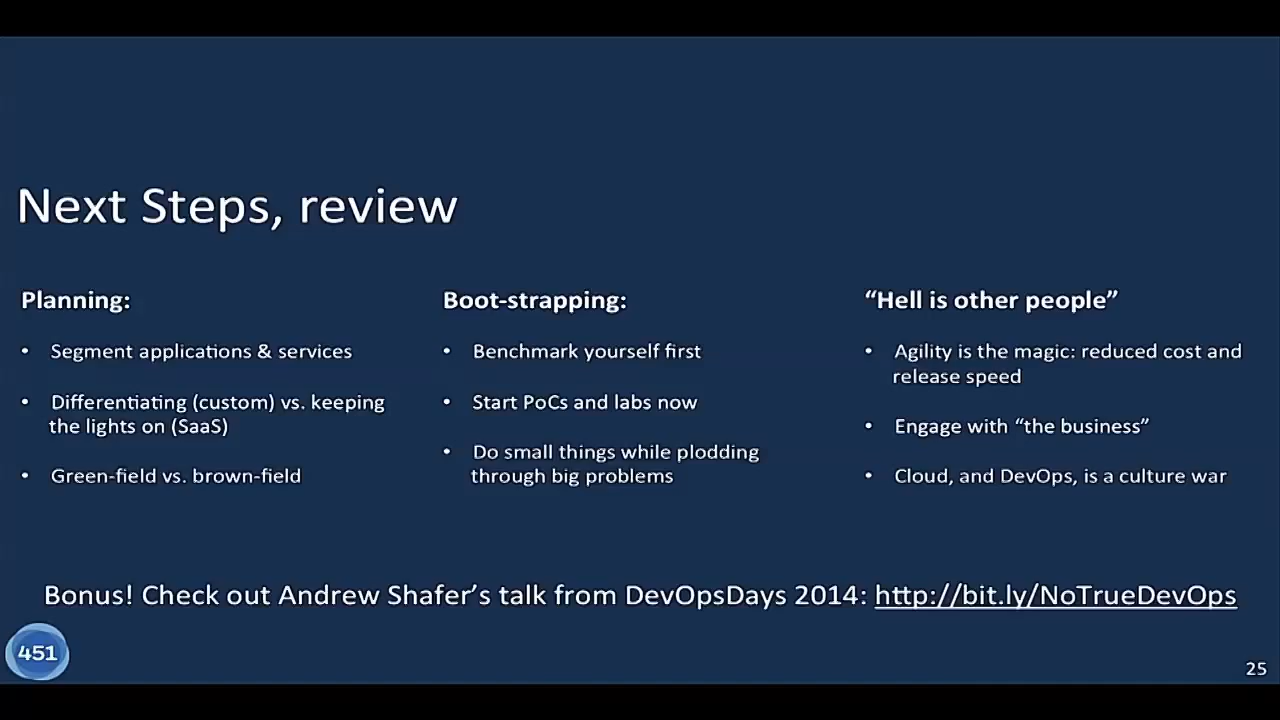 Next Steps, review
Planning:
• Segment applications & services
• Differentiating (custom) vs. keeping
the lights on (SaaS)
• Green-field vs. brown-field
Boot-strapping:
• Benchmark yourself first
• Start PoCs and labs now
• Do small things while plodding
through big problems
“Hell is other people”
• Agility is the magic: reduced cost and
release speed
• Engage with “the business”
• Cloud, and DevOps, is a culture war
Bonus! Check out Andrew Shafer’s talk from DevOpsDays 2014: http://bit.ly/NoTrueDevOps
451
25